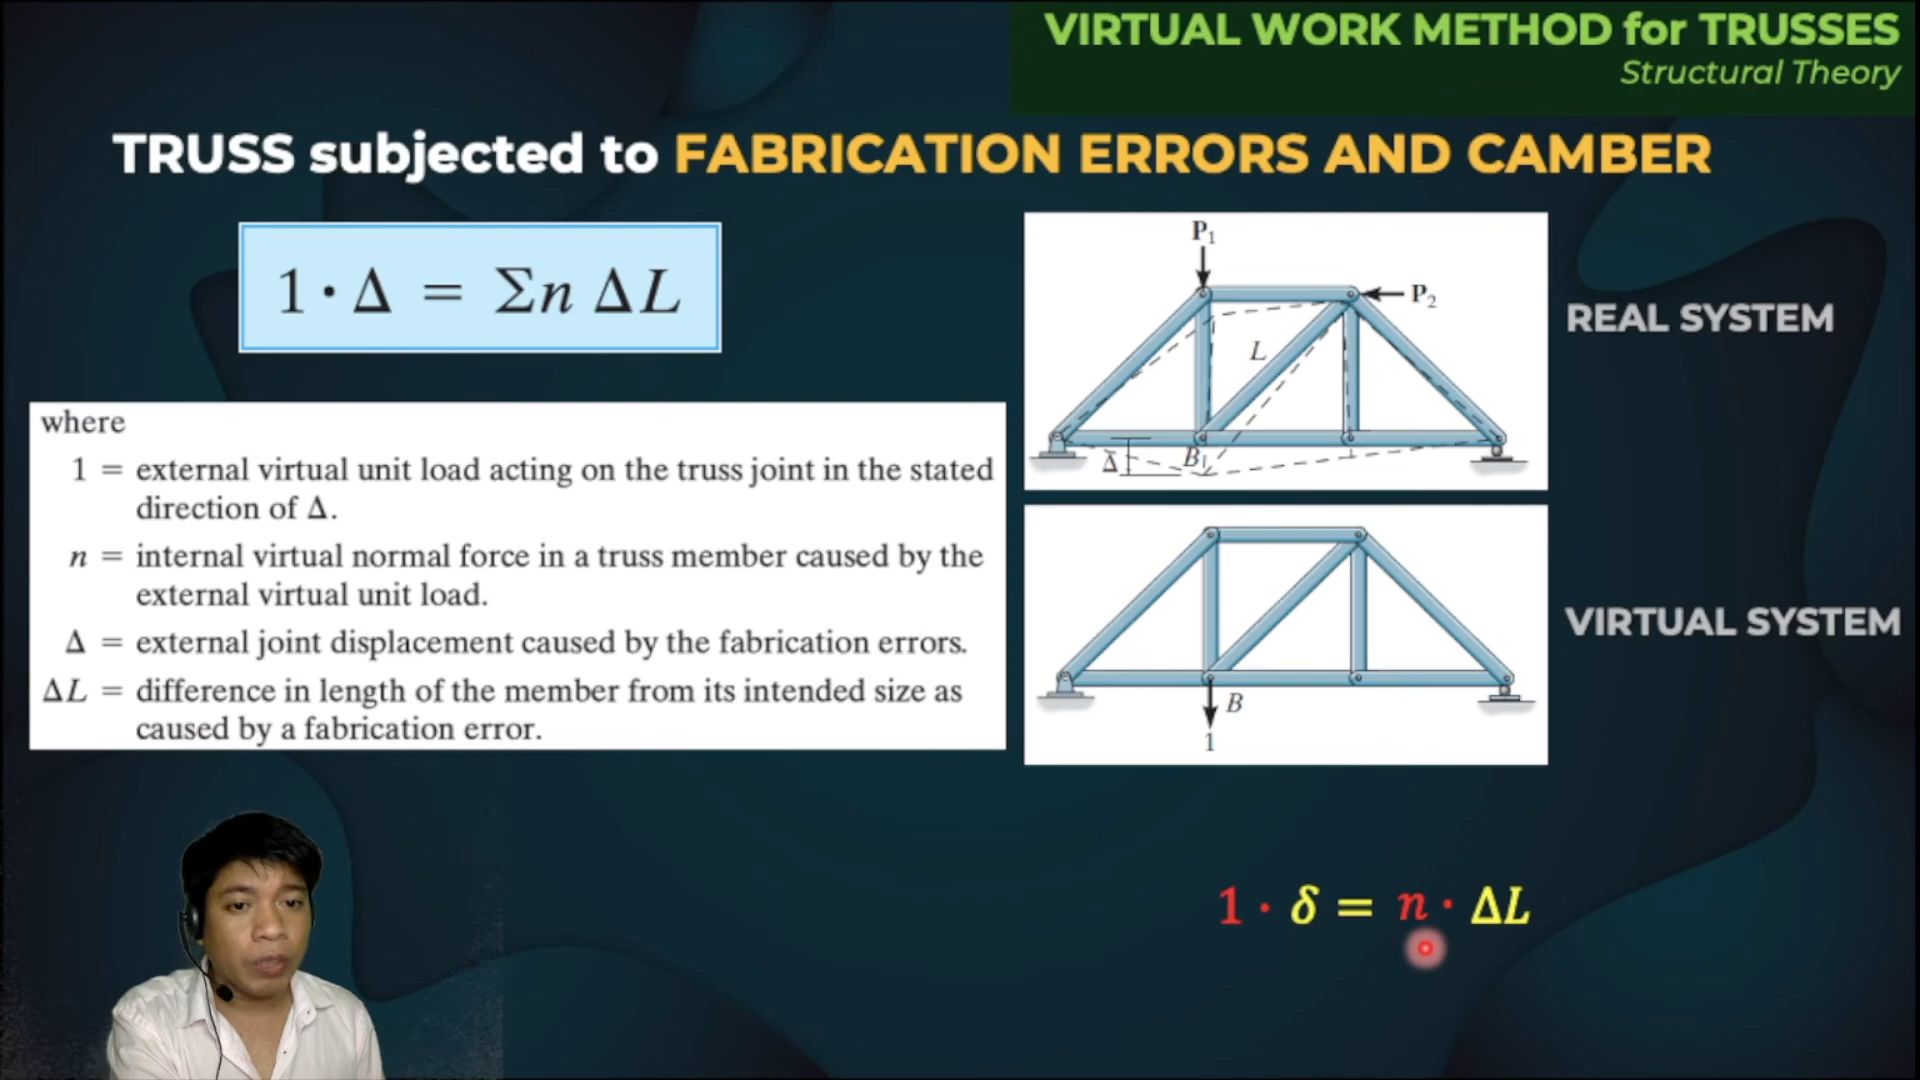 VIRTUAL WORK METHOD for TRUSSES
Structural Theory
TRUSS subjected to FABRICATION ERRORS AND CAMBER
1 · Δ = Σn ΔL
where
1 = external virtual unit load acting on the truss joint in the stated
direction of Δ.
n = internal virtual normal force in a truss member caused by the
external virtual unit load.
Δ = external joint displacement caused by the fabrication errors.
ΔL = difference in length of the member from its intended size as
caused by a fabrication error.
P₁
P₂
L
Δ
B
REAL SYSTEM
B
1
VIRTUAL SYSTEM
1 · δ = n · ΔL